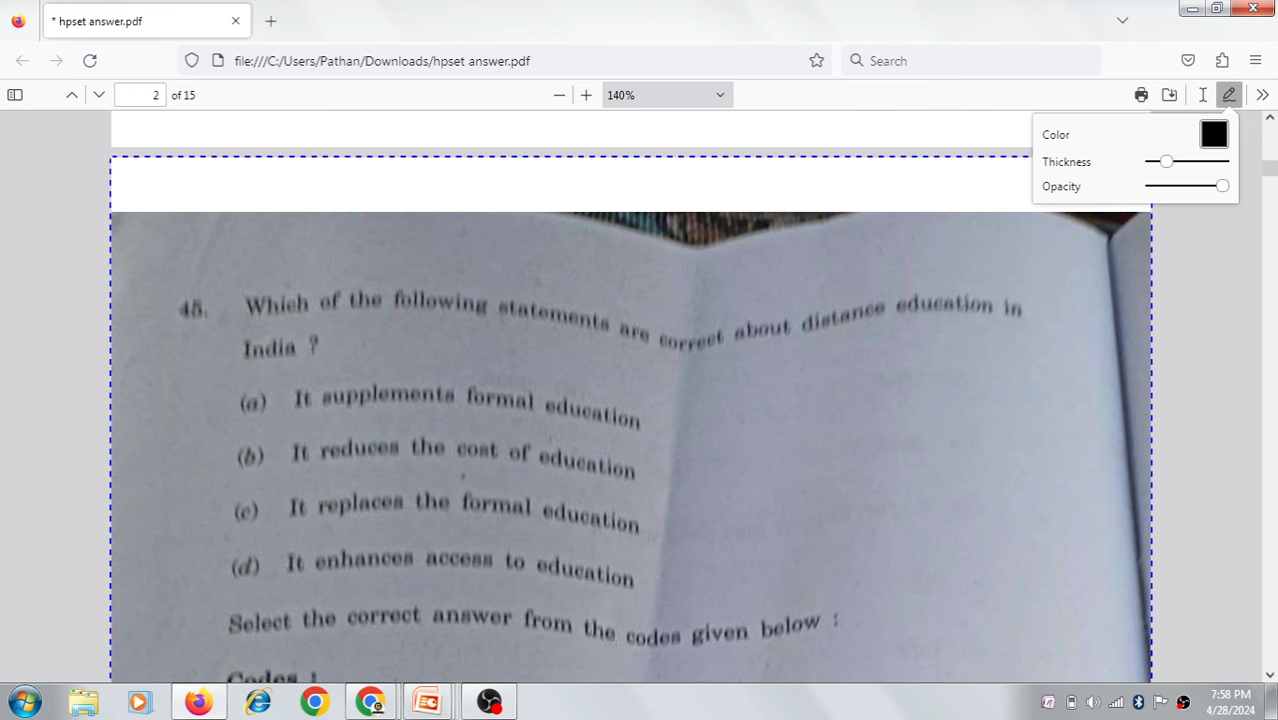 * hpset answer.pdf
file:///C:/Users/Pathan/Downloads/hpset answer.pdf
Search
2 of 15
140%
Color
Thickness
Opacity
45. Which of the following statements are correct about distance education in
India ?
(a) It supplements formal education
(b) It reduces the cost of education
(c) It replaces the formal education
(d) It enhances access to education
Select the correct answer from the codes given below :
Codes :
7:58 PM
4/28/2024